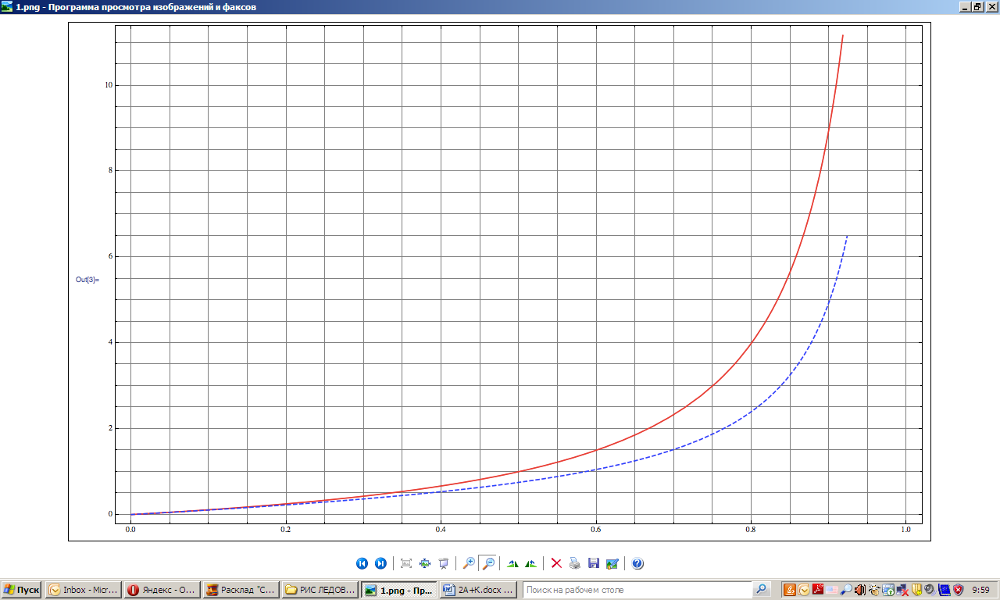 1.png - Программа просмотра изображений и факсов
10
8
6
Out[3]=
4
2
0
0.0 0.2 0.4 0.6 0.8 1.0
Пуск Inbox - Micr... Яндекс - О... Расклад "С... РИС ЛЕДОВ... 1.png - Пр... 2А+К.docx ... Поиск на рабочем столе 9:59